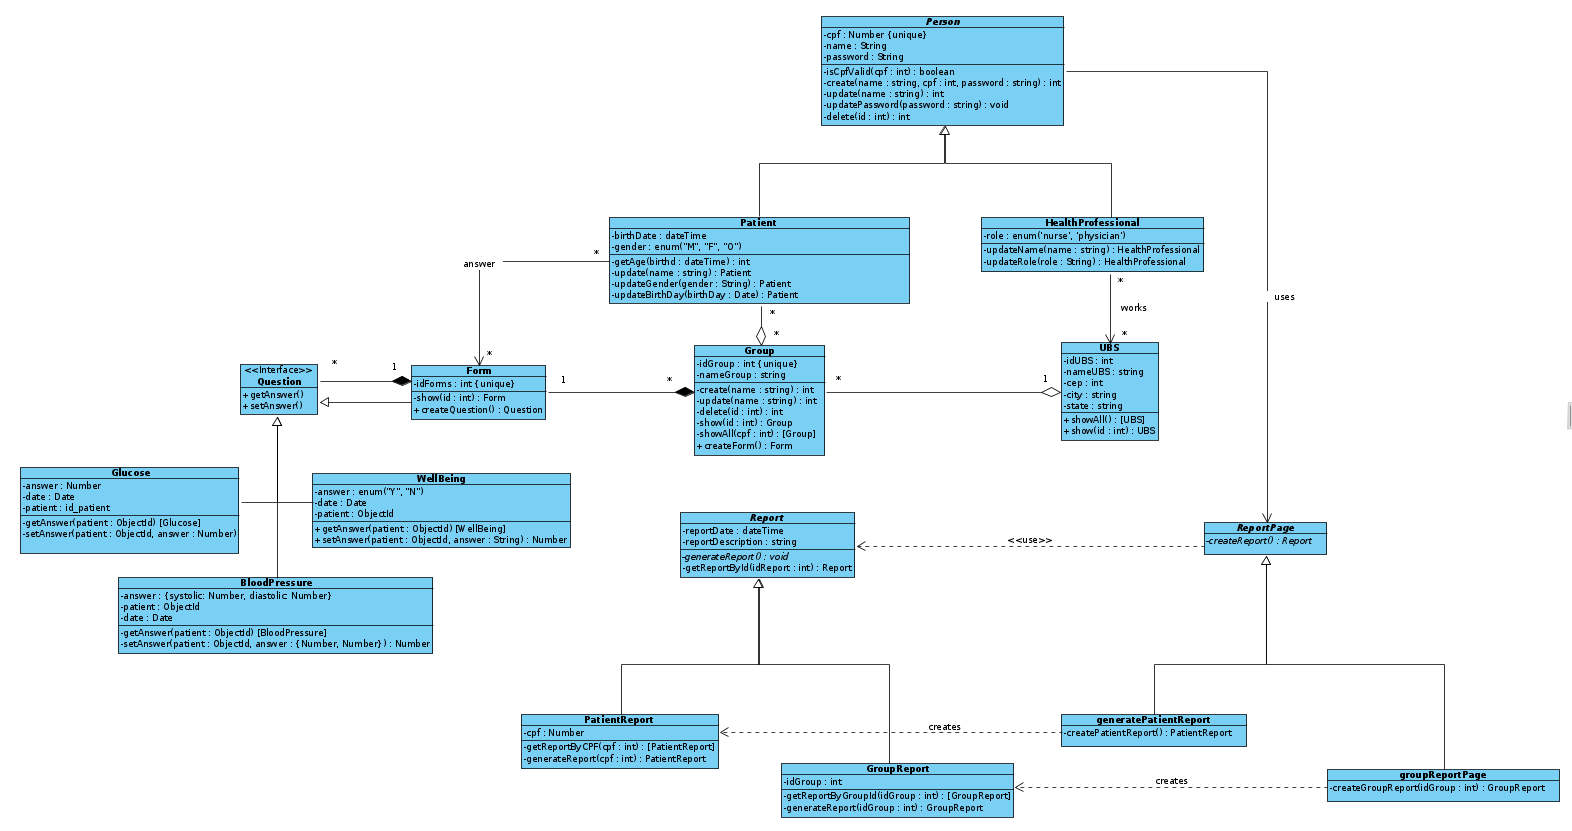 Person
-cpf : Number {unique}
-name : String
-password : String
-isCpfValid(cpf : int) : boolean
-create(name : string, cpf : int, password : string) : int
-update(name : string) : int
-updatePassword(password : string) : void
-delete(id : int) : int
Patient
-birthDate : dateTime
-gender : enum("M", "F", "O")
-getAge(birthd : dateTime) : int
-update(name : string) : Patient
-updateGender(gender : String) : Patient
-updateBirthDay(birthDay : Date) : Patient
HealthProfessional
-role : enum('nurse', 'physician')
-updateName(name : string) : HealthProfessional
-updateRole(role : String) : HealthProfessional
*
answer
*
*
*
works
*
uses
*
*
<<Interface>>
Question
+getAnswer()
+setAnswer()
*
1
Form
-idForms : int {unique}
-show(id : int) : Form
+createQuestion() : Question
1
*
Group
-idGroup : int {unique}
-nameGroup : string
-create(name : string) : int
-update(name : string) : int
-delete(id : int) : int
-show(id : int) : Group
-showAll(cpf : int) : [Group]
+createForm() : Form
*
1
UBS
-idUBS : int
-nameUBS : string
-cep : int
-city : string
-state : string
+showAll() : [UBS]
+show(id : int) : UBS
Glucose
-answer : Number
-date : Date
-patient : id_patient
-getAnswer(patient : ObjectId) [Glucose]
-setAnswer(patient : ObjectId, answer : Number)
WellBeing
-answer : enum("Y", "N")
-date : Date
-patient : ObjectId
+getAnswer(patient : ObjectId) [WellBeing]
+setAnswer(patient : ObjectId, answer : String) : Number
BloodPressure
-answer : {systolic: Number, diastolic: Number}
-patient : ObjectId
-date : Date
-getAnswer(patient : ObjectId) [BloodPressure]
-setAnswer(patient : ObjectId, answer : {Number, Number}) : Number
Report
-reportDate : dateTime
-reportDescription : string
-generateReport() : void
-getReportById(idReport : int) : Report
<<use>>
ReportPage
-createReport() : Report
PatientReport
-cpf : Number
-getReportByCPF(cpf : int) : [PatientReport]
-generateReport(cpf : int) : PatientReport
creates
generatePatientReport
-createPatientReport() : PatientReport
GroupReport
-idGroup : int
-getReportByGroupId(idGroup : int) : [GroupReport]
-generateReport(idGroup : int) : GroupReport
creates
groupReportPage
-createGroupReport(idGroup : int) : GroupReport